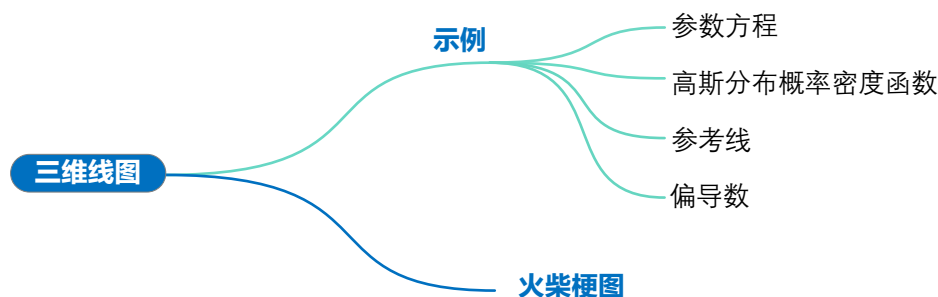 三维线图
示例
参数方程
高斯分布概率密度函数
参考线
偏导数
火柴梗图